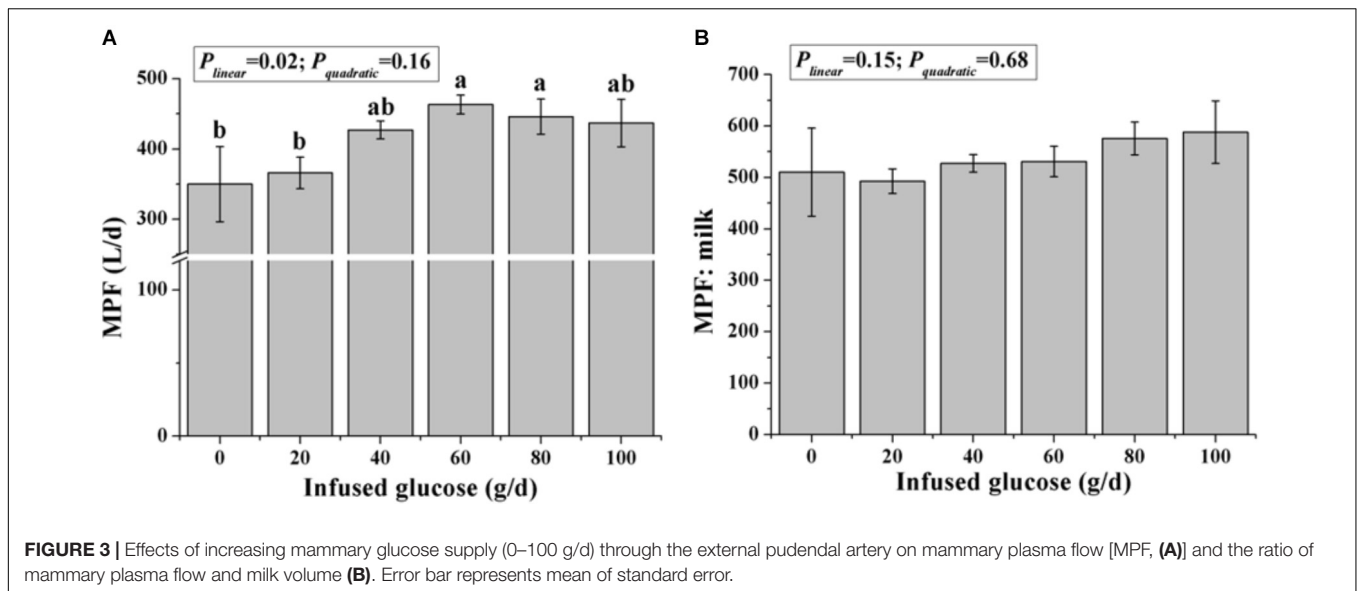 A
P_linear=0.02; P_quadratic=0.16
500
400
300
100
0
MPF (L/d)
b
b
ab
a
a
ab
0 20 40 60 80 100
Infused glucose (g/d)
B
P_linear=0.15; P_quadratic=0.68
700
600
500
400
300
200
100
0
MPF: milk
0 20 40 60 80 100
Infused glucose (g/d)
FIGURE 3 | Effects of increasing mammary glucose supply (0–100 g/d) through the external pudendal artery on mammary plasma flow [MPF, (A)] and the ratio of
mammary plasma flow and milk volume (B). Error bar represents mean of standard error.